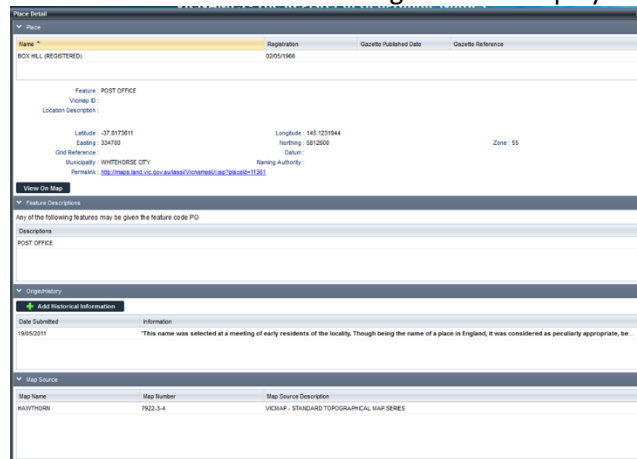 Place Detail
Place
Name ^ Registration Gazette Published Date Gazette Reference
BOX HILL (REGISTERED) 02/05/1966
Feature : POST OFFICE
Vicmap ID :
Location Description :
Latitude : -37.8173611 Longitude : 145.1231944
Easting : 334780 Northing : 5812808 Zone : 55
Grid Reference : Datum :
Municipality : WHITEHORSE CITY Naming Authority :
Permalink : http://maps.land.vic.gov.au/lassi/VicnamesUI.jsp?placeId=11361
View On Map
Feature Descriptions
Any of the following features may be given the feature code PO
Descriptions
POST OFFICE
Origin/History
Add Historical Information
Date Submitted Information
19/05/2011 "This name was selected at a meeting of early residents of the locality. Though being the name of a place in England, it was considered as peculiarly appropriate, be...
Map Source
Map Name Map Number Map Source Description
HAWTHORN 7922-3-4 VICMAP - STANDARD TOPOGRAPHICAL MAP SERIES